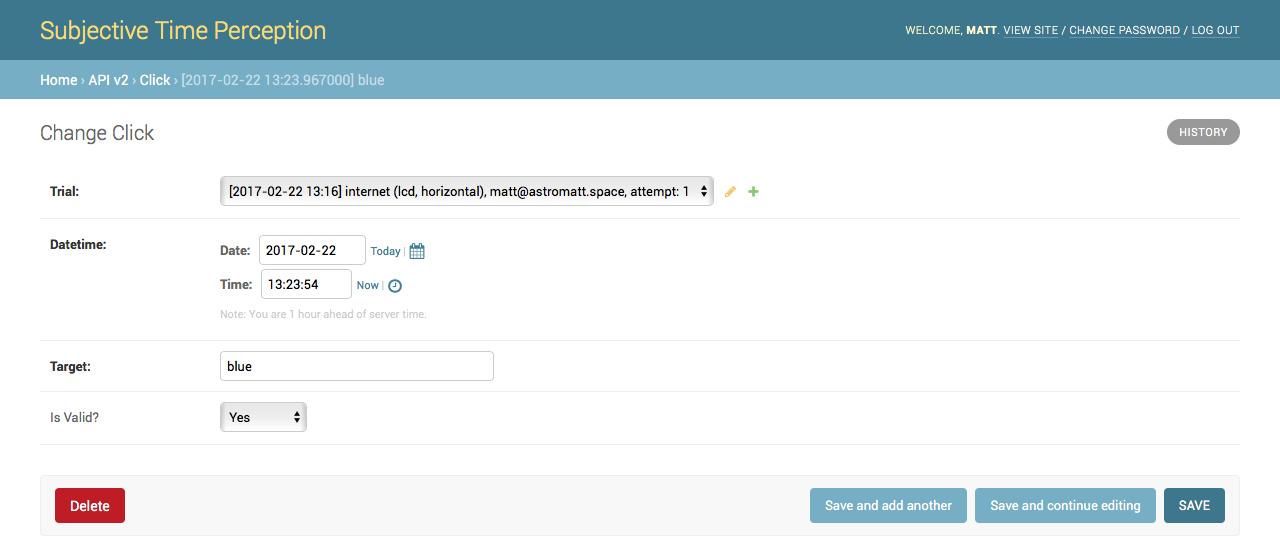 Subjective Time Perception
WELCOME, MATT. VIEW SITE / CHANGE PASSWORD / LOG OUT
Home › API v2 › Click › [2017-02-22 13:23.967000] blue
Change Click
HISTORY
Trial: [2017-02-22 13:16] internet (lcd, horizontal), matt@astromatt.space, attempt: 1
Datetime: Date: 2017-02-22 Today |
Time: 13:23:54 Now |
Note: You are 1 hour ahead of server time.
Target: blue
Is Valid? Yes
Delete Save and add another Save and continue editing SAVE